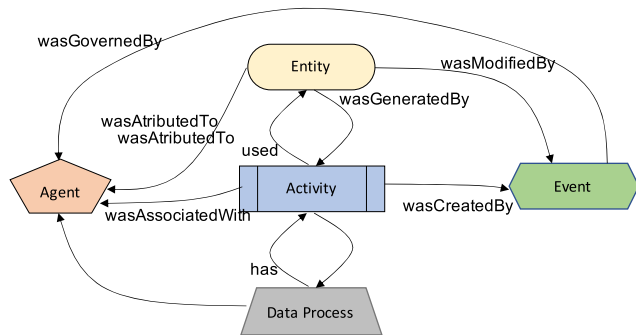 wasGovernedBy
Entity
wasModifiedBy
wasGeneratedBy
wasAtributedTo
wasAtributedTo
used
Agent
Activity
Event
wasAssociatedWith
wasCreatedBy
has
Data Process